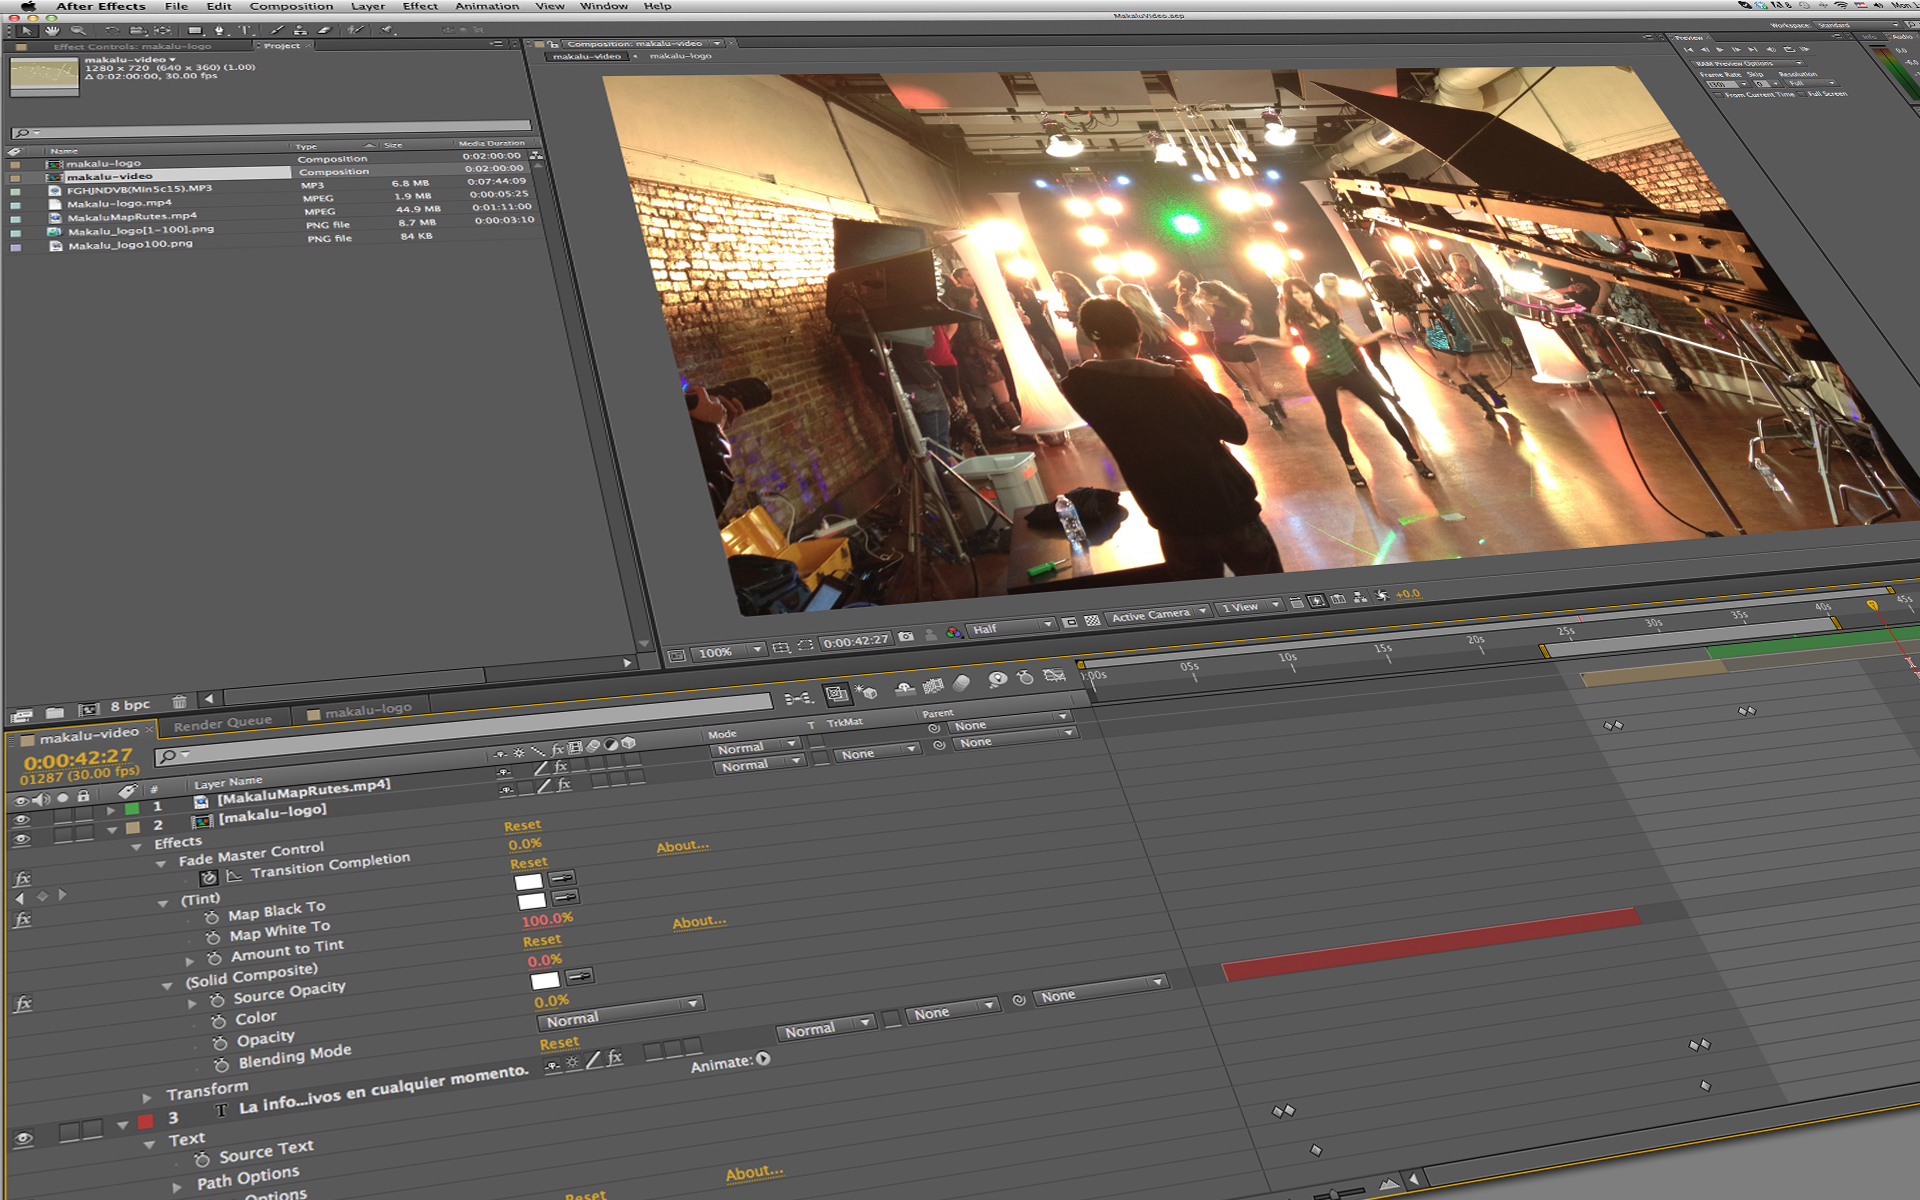 After Effects File Edit Composition Layer Effect Animation View Window Help
MakaluVideo.aep
Workspace: Standard
Effect Controls: makalu-logo Project
Composition: makalu-video
makalu-video makalu-logo
makalu-video
1280 x 720 (640 x 360) (1.00)
Δ 0:02:00:00, 30.00 fps
Preview Info Audio
RAM Preview Options
Frame Rate Skip Resolution
(30) 0 Full
From Current Time Full Screen
Name Type Size Media Duration
makalu-logo Composition 0:02:00:00
makalu-video Composition 0:02:00:00
FGHJNDVB(Min5c15).MP3 MP3 6.8 MB 0:07:44:09
Makalu-logo.mp4 MPEG 1.9 MB 0:00:05:25
MakaluMapRutes.mp4 MPEG 44.9 MB 0:01:11:00
Makalu_logo[1-100].png PNG file 8.7 MB 0:00:03:10
Makalu_logo100.png PNG file 84 KB
100% 0:00:42:27 Half Active Camera 1 View +0.0
8 bpc
makalu-video Render Queue makalu-logo
0:00:42:27
01287 (30.00 fps)
:00s 05s 10s 15s 20s 25s 30s 35s 40s 45s
# Layer Name Mode T TrkMat Parent
1 [MakaluMapRutes.mp4] Normal None
2 [makalu-logo] Normal None None
Effects
Fade Master Control Reset About...
Transition Completion 0.0%
(Tint) Reset About...
Map Black To
Map White To
Amount to Tint 100.0%
(Solid Composite) Reset
Source Opacity 0.0%
Color
Opacity 0.0%
Blending Mode Normal
Transform Reset
3 T La info...ivos en cualquier momento. Normal None None
Text Animate:
Source Text
Path Options
Options
Reset About...